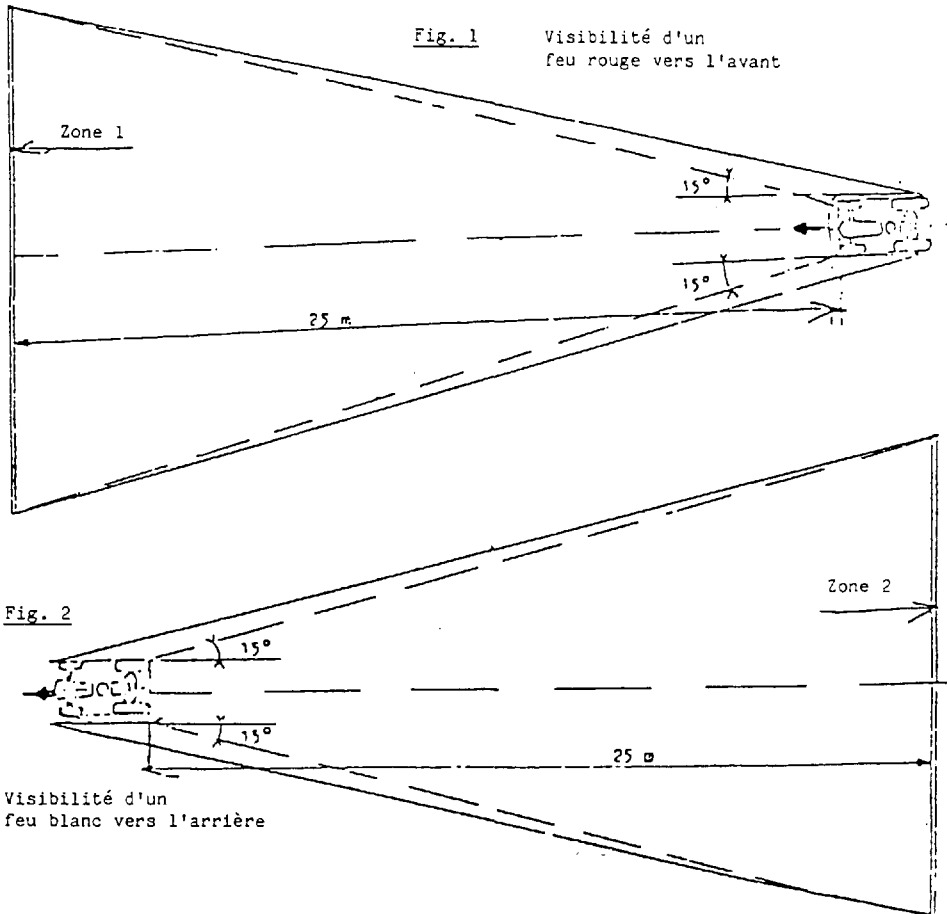 Fig. 1
Visibilité d'un
feu rouge vers l'avant
Zone 1
15°
15°
25 m.
Zone 2
Fig. 2
15°
15°
25
Visibilité d'un
feu blanc vers l'arrière